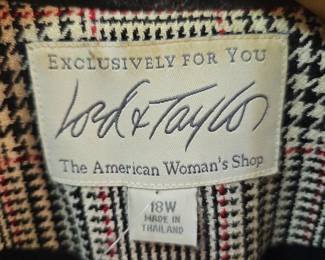 EXCLUSIVELY FOR YOU
Lord & Taylor
The American Woman's Shop
18W
MADE IN
THAILAND